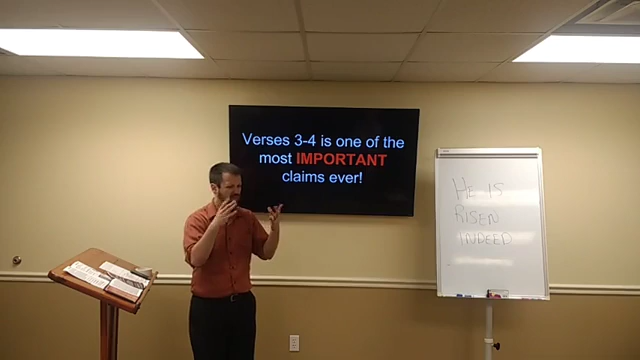 Verses 3-4 is one of the
most IMPORTANT
claims ever!
HE IS
RISEN
INDEED